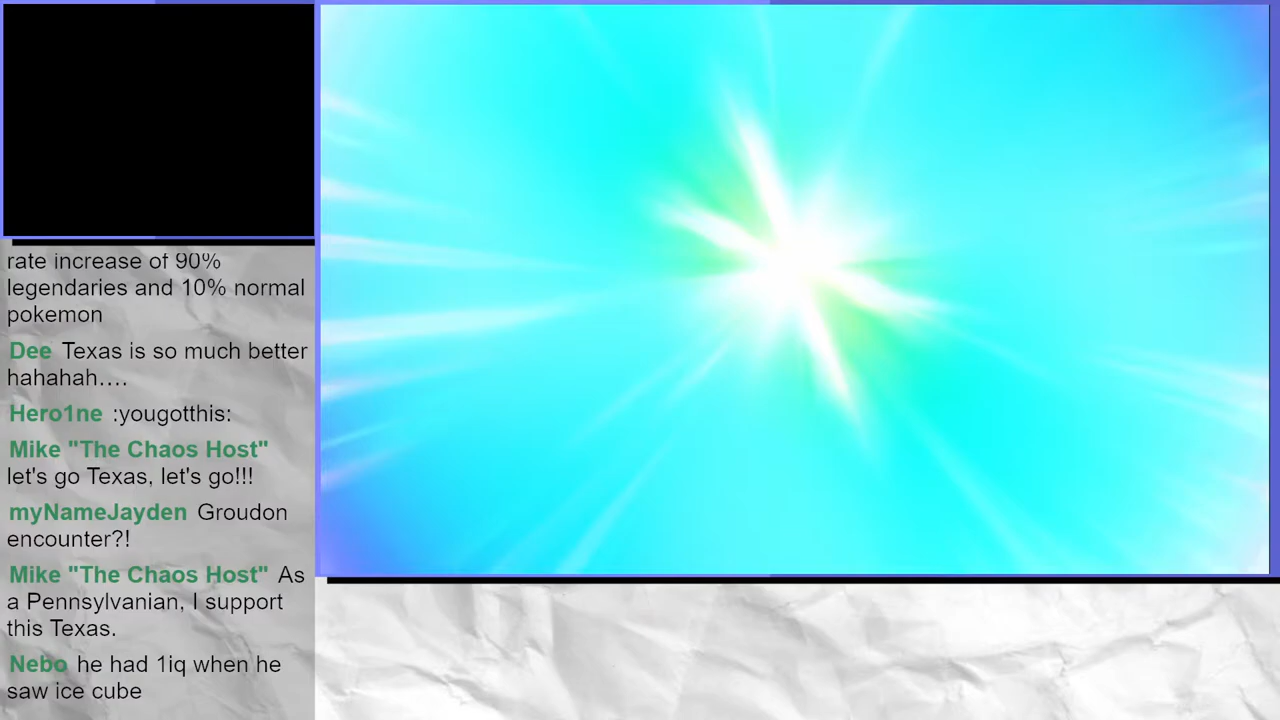 rate increase of 90%
legendaries and 10% normal
pokemon
Dee Texas is so much better
hahahah....
Hero1ne :yougotthis:
Mike "The Chaos Host"
let's go Texas, let's go!!!
myNameJayden Groudon
encounter?!
Mike "The Chaos Host" As
a Pennsylvanian, I support
this Texas.
Nebo he had 1iq when he
saw ice cube